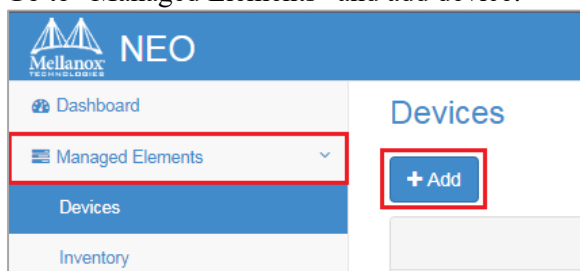 Go to "Managed Elements" and add device.
Mellanox
TECHNOLOGIES
NEO
Dashboard
Managed Elements
Devices
Inventory
Devices
+ Add